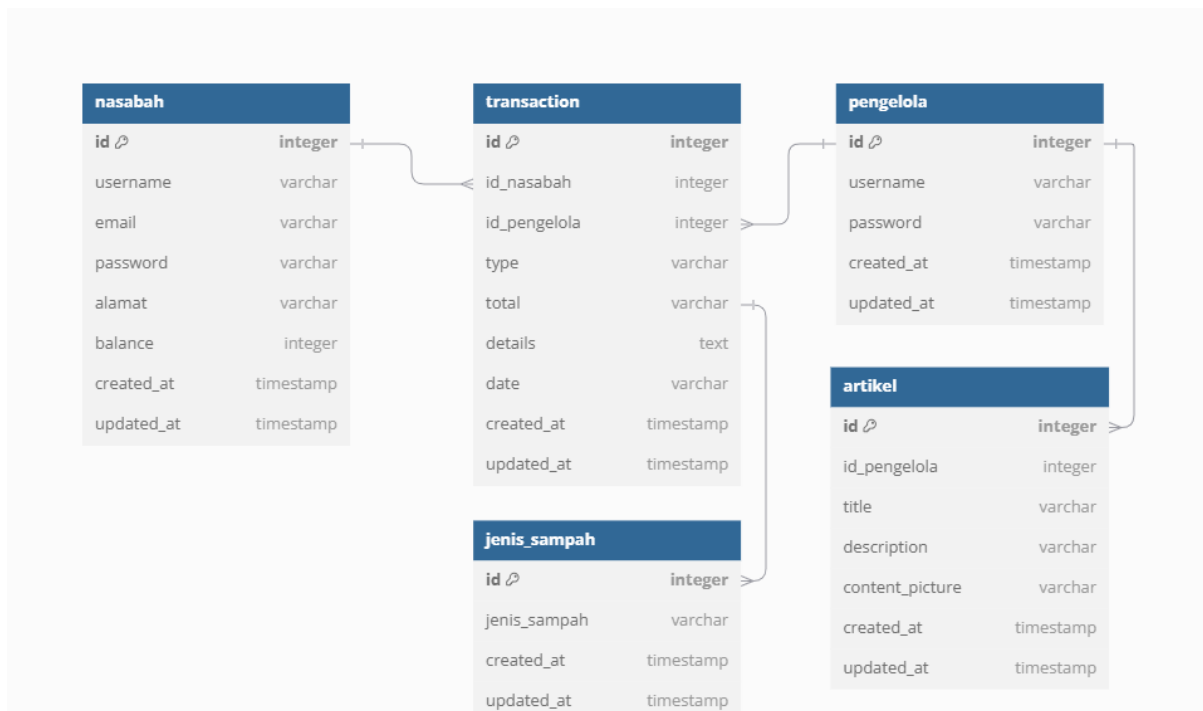 nasabah
id integer
username varchar
email varchar
password varchar
alamat varchar
balance integer
created_at timestamp
updated_at timestamp
transaction
id integer
id_nasabah integer
id_pengelola integer
type varchar
total varchar
details text
date varchar
created_at timestamp
updated_at timestamp
jenis_sampah
id integer
jenis_sampah varchar
created_at timestamp
updated_at timestamp
pengelola
id integer
username varchar
password varchar
created_at timestamp
updated_at timestamp
artikel
id integer
id_pengelola integer
title varchar
description varchar
content_picture varchar
created_at timestamp
updated_at timestamp